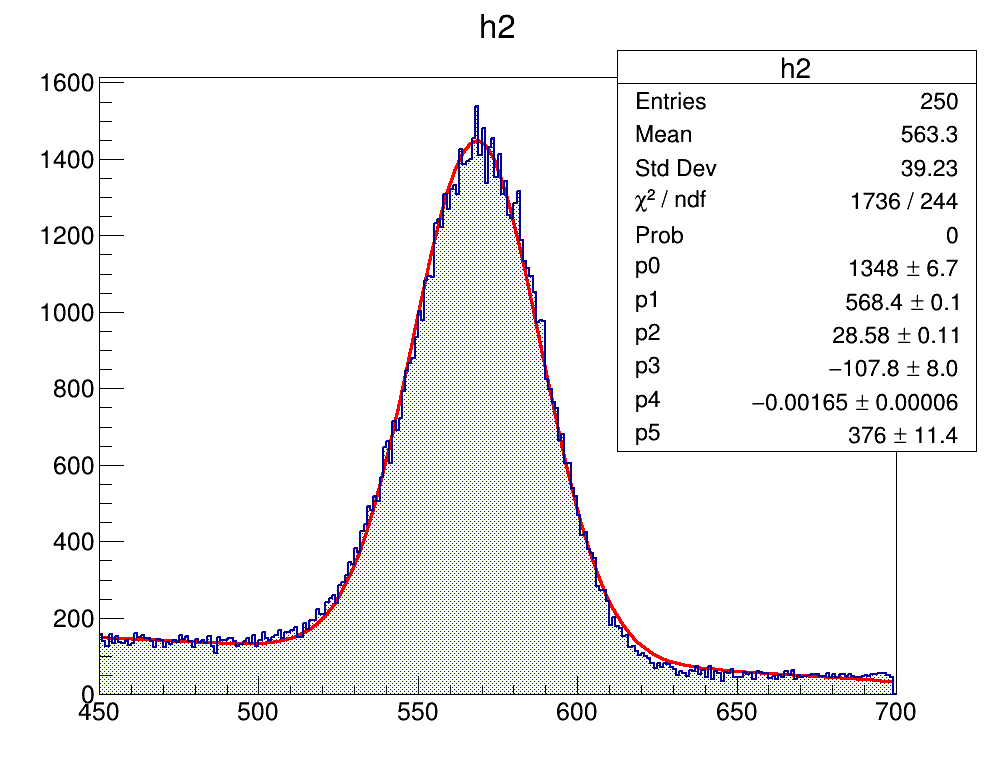 h2
h2
Entries 250
Mean 563.3
Std Dev 39.23
χ² / ndf 1736 / 244
Prob 0
p0 1348 ± 6.7
p1 568.4 ± 0.1
p2 28.58 ± 0.11
p3 −107.8 ± 8.0
p4 −0.00165 ± 0.00006
p5 376 ± 11.4
1600
1400
1200
1000
800
600
400
200
0
450 500 550 600 650 700